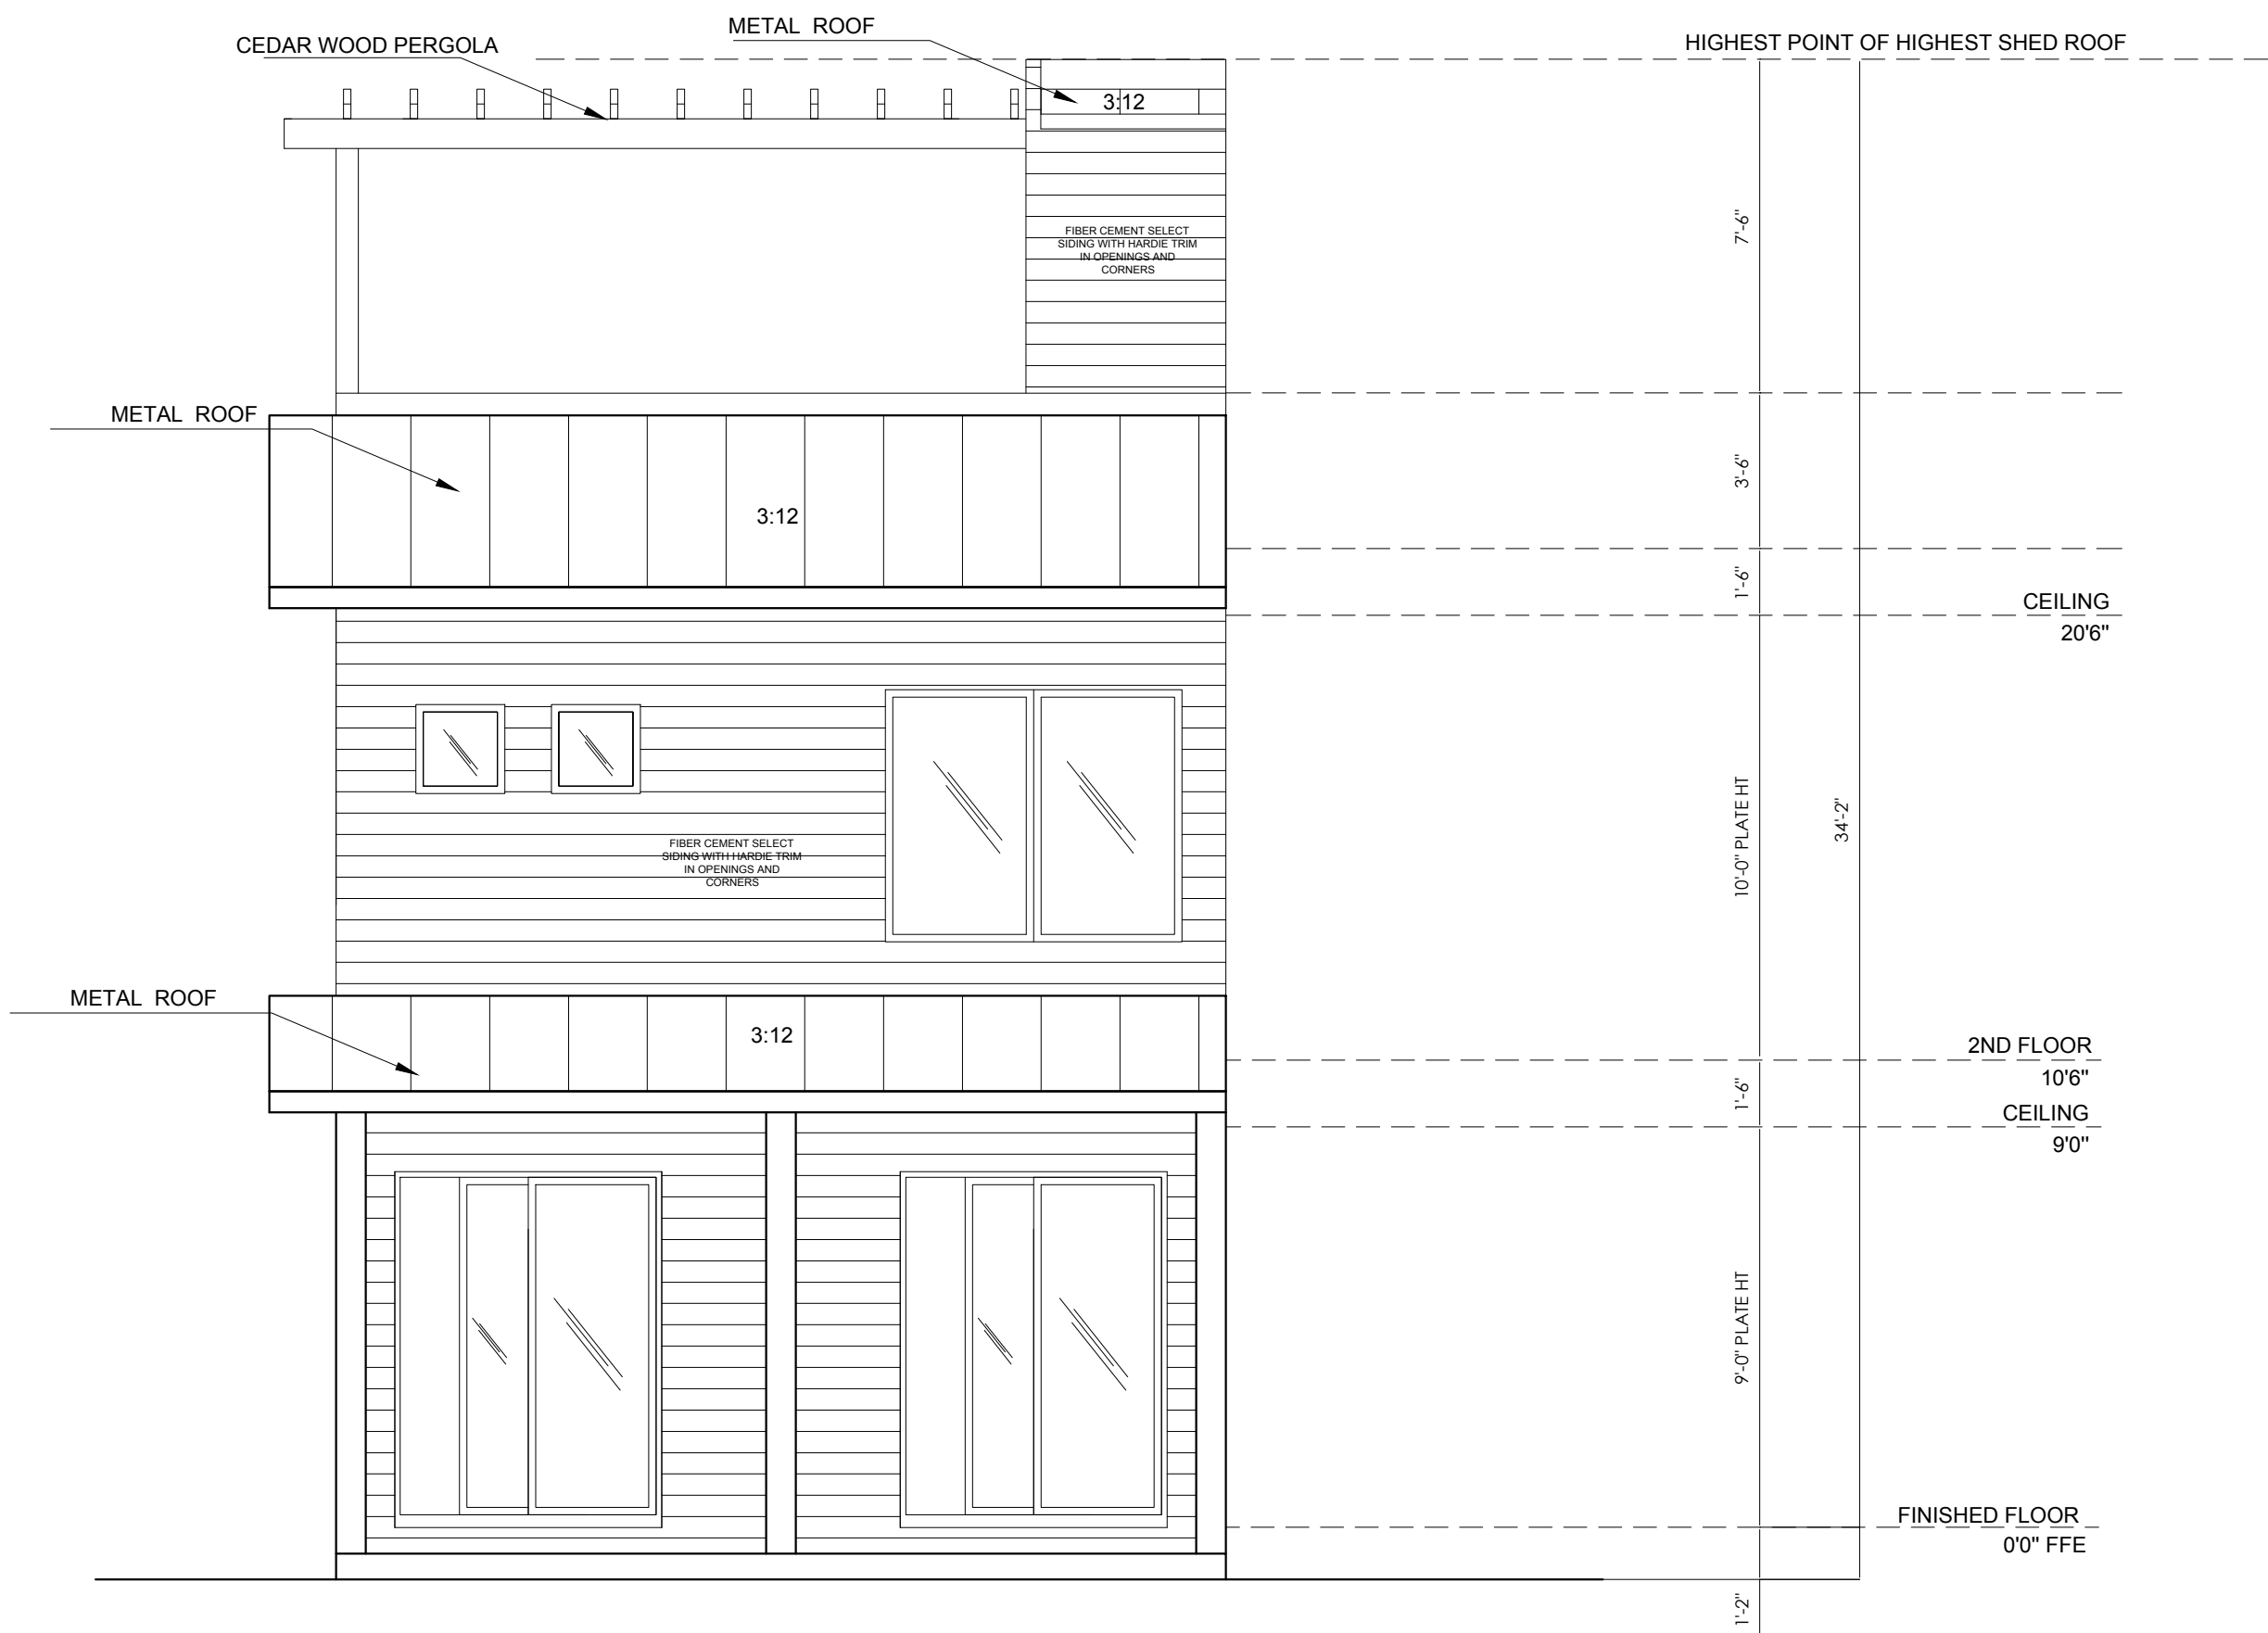 METAL ROOF
CEDAR WOOD PERGOLA
HIGHEST POINT OF HIGHEST SHED ROOF
3:12
FIBER CEMENT SELECT
SIDING WITH HARDIE TRIM
IN OPENINGS AND
CORNERS
7'-6"
METAL ROOF
3'-6"
3:12
1'-6"
CEILING
20'6"
10'-0" PLATE HT
34'-2"
FIBER CEMENT SELECT
SIDING WITH HARDIE TRIM
IN OPENINGS AND
CORNERS
METAL ROOF
3:12
2ND FLOOR
10'6"
1'-6"
CEILING
9'0"
9'-0" PLATE HT
FINISHED FLOOR
0'0" FFE
1'-2"